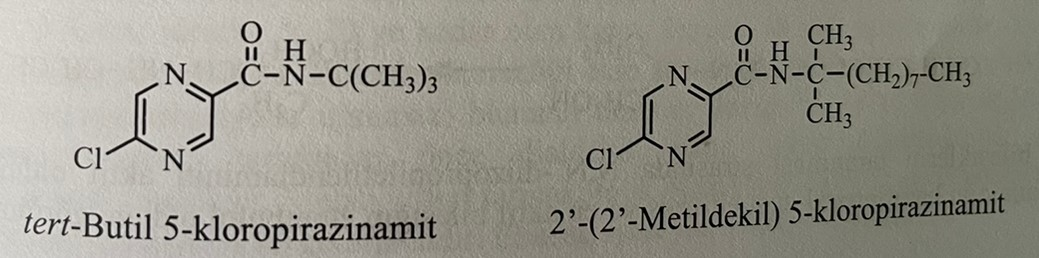 O
N
C-N-C(CH₃)₃
H
Cl
N
tert-Butil 5-kloropirazinamit
O
N
C-N-C-(CH₂)₇-CH₃
H
CH₃
CH₃
Cl
N
2’-(2’-Metildekil) 5-kloropirazinamit